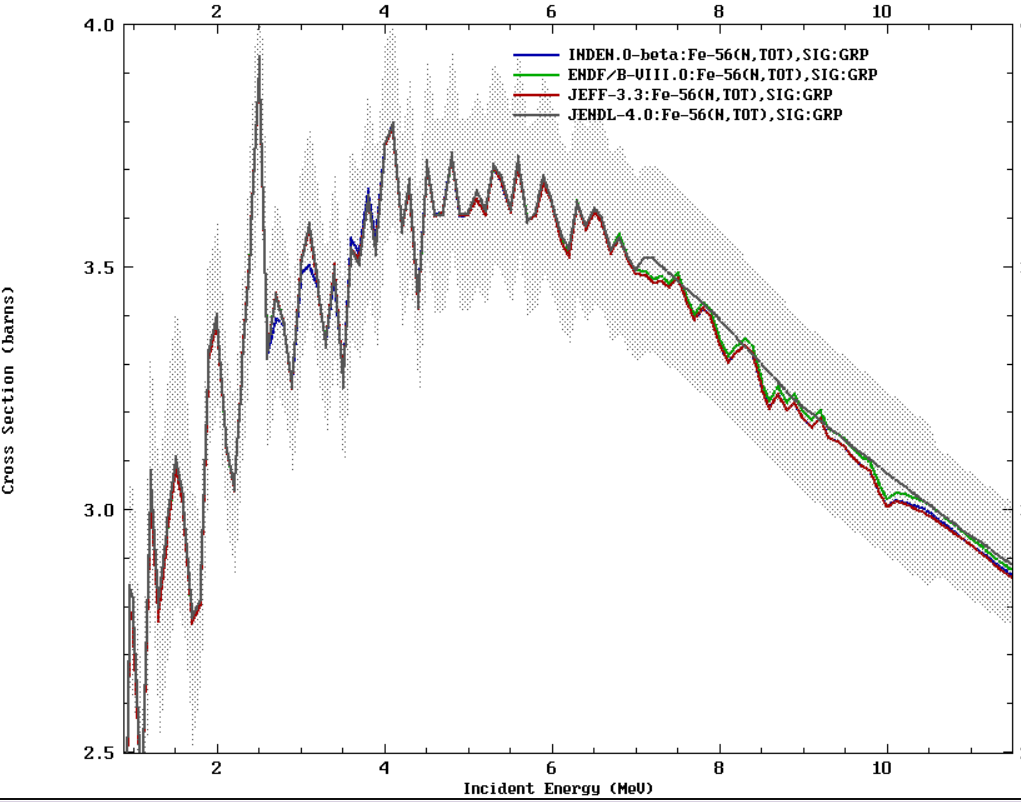 2 4 6 8 10
4.0
INDEN.0-beta:Fe-56(N,TOT),SIG:GRP
ENDF/B-VIII.0:Fe-56(N,TOT),SIG:GRP
JEFF-3.3:Fe-56(N,TOT),SIG:GRP
JENDL-4.0:Fe-56(N,TOT),SIG:GRP
3.5
Cross Section (barns)
3.0
2.5
2 4 6 8 10
Incident Energy (MeV)